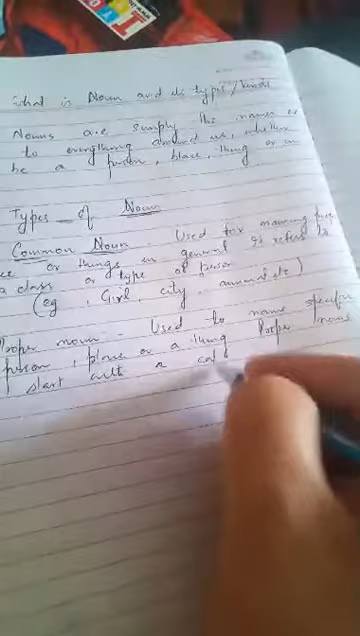 What is Noun and its types/kinds
Nouns are simply the names
to everything around us, whether
be a person, place, thing or an
Types of Noun
Common Noun. Used for naming
or things in general it refers to
a class or type of person
(eg, Girl, city, animal etc)
Proper noun. Used to name specific
person, place or a thing Proper nouns
start with a